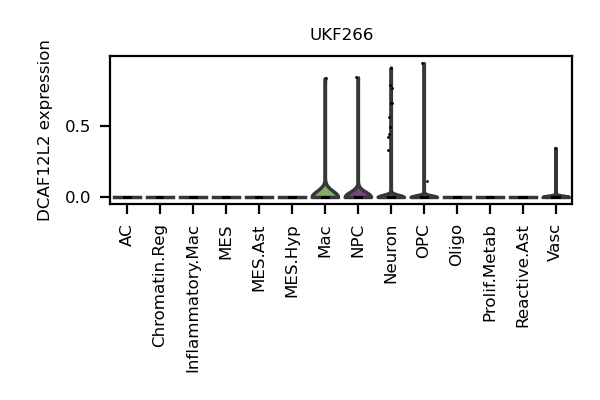 UKF266
DCAF12L2 expression
0.5
0.0
AC
Chromatin.Reg
Inflammatory.Mac
MES
MES.Ast
MES.Hyp
Mac
NPC
Neuron
OPC
Oligo
Prolif.Metab
Reactive.Ast
Vasc